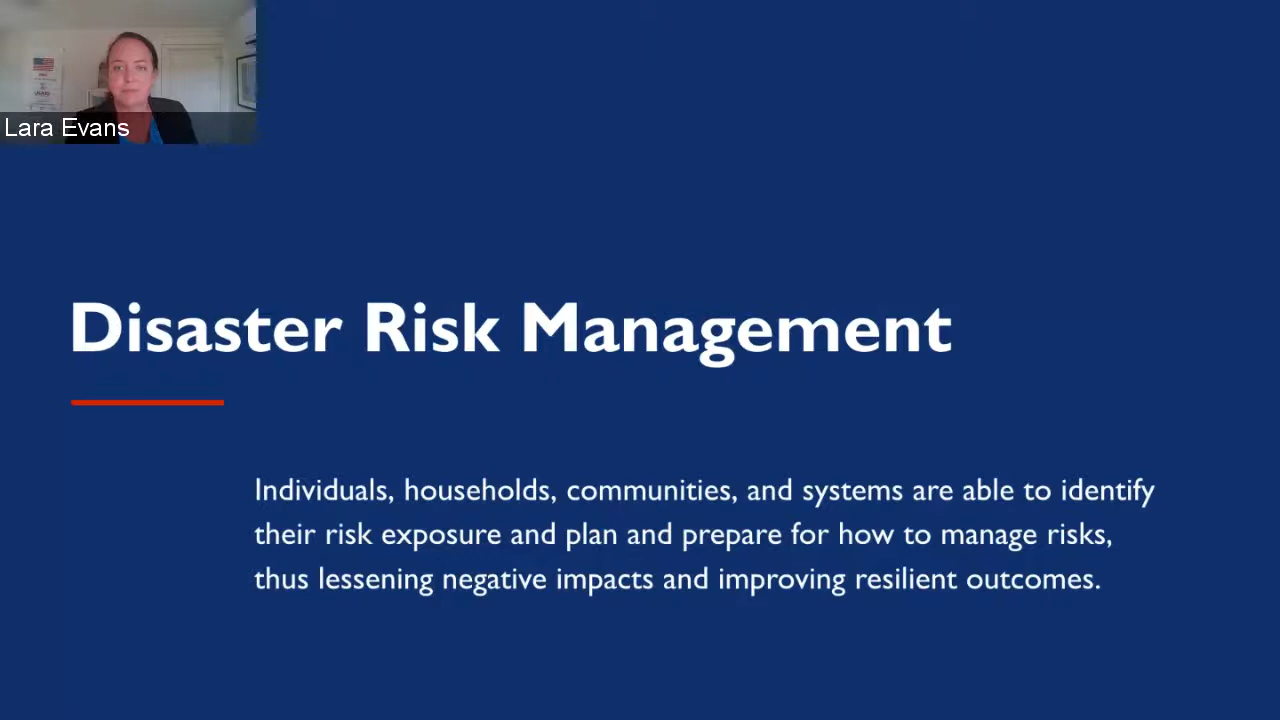 Lara Evans
Disaster Risk Management
Individuals, households, communities, and systems are able to identify
their risk exposure and plan and prepare for how to manage risks,
thus lessening negative impacts and improving resilient outcomes.